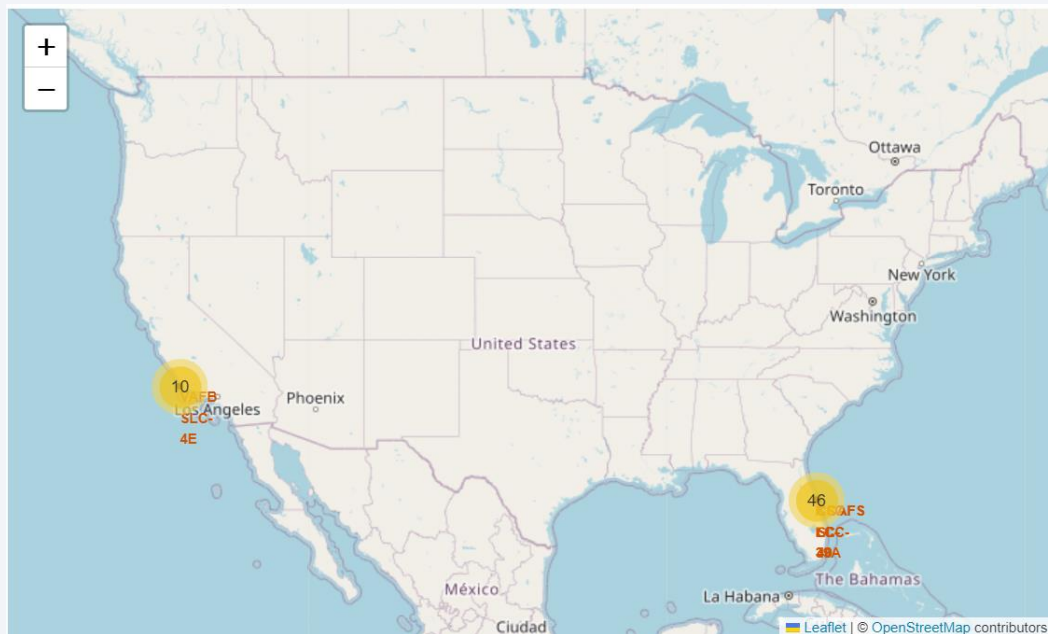 +
−
Ottawa
Toronto
New York
Washington
United States
10
VAFB
Los Angeles
SLC-
4E
Phoenix
46
The Bahamas
La Habana
México
Ciudad
Leaflet | © OpenStreetMap contributors